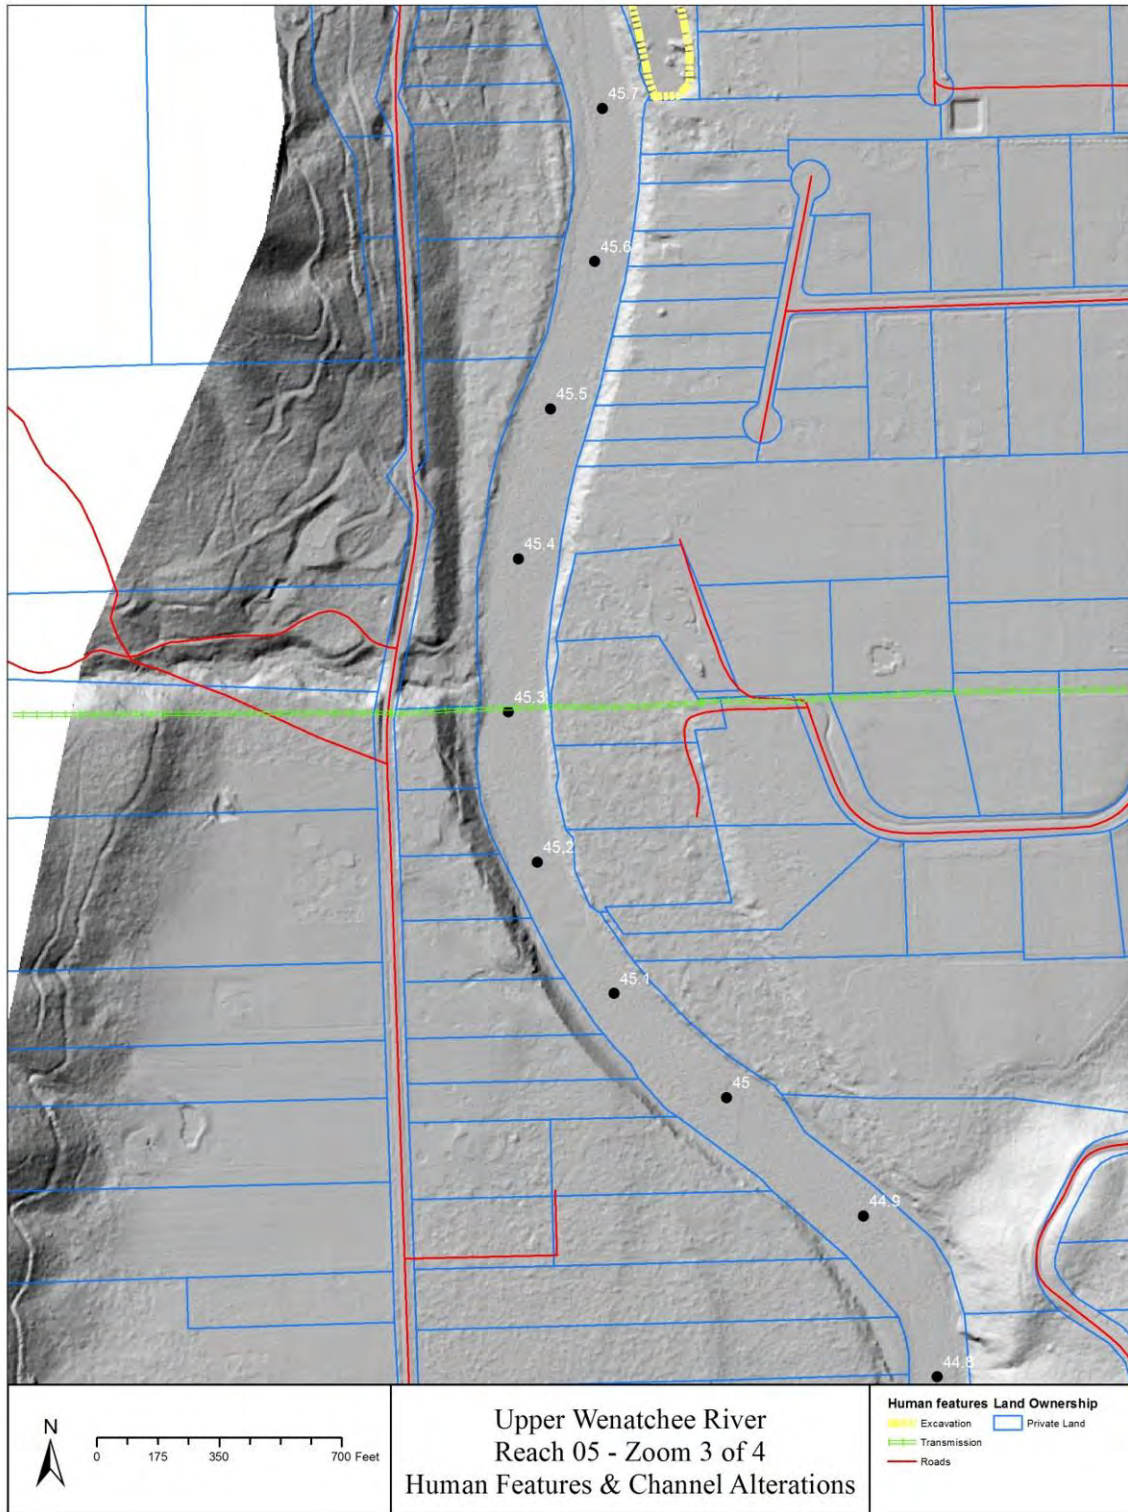 45.7
45.6
45.5
45.4
45.3
45.2
45.1
45
44.9
44.8
N
0 175 350 700 Feet
Upper Wenatchee River
Reach 05 - Zoom 3 of 4
Human Features & Channel Alterations
Human features Land Ownership
Excavation Private Land
Transmission
Roads